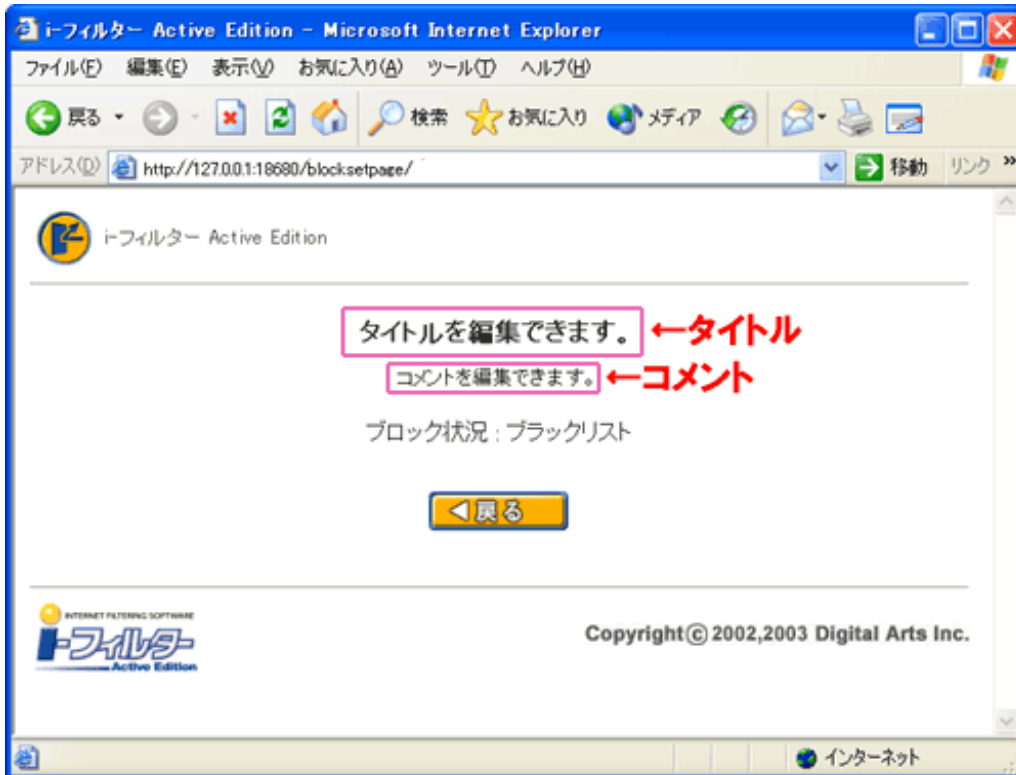 i-フィルター Active Edition - Microsoft Internet Explorer
ファイル(F) 編集(E) 表示(V) お気に入り(A) ツール(T) ヘルプ(H)
戻る 検索 お気に入り メディア
アドレス(D) http://127.0.0.1:18680/blocksetpage/ 移動 リンク »
i-フィルター Active Edition
タイトルを編集できます。 ←タイトル
コメントを編集できます。 ←コメント
ブロック状況 : ブラックリスト
◁戻る
INTERNET FILTERING SOFTWARE
i-フィルター
Active Edition
Copyright©2002,2003 Digital Arts Inc.
インターネット